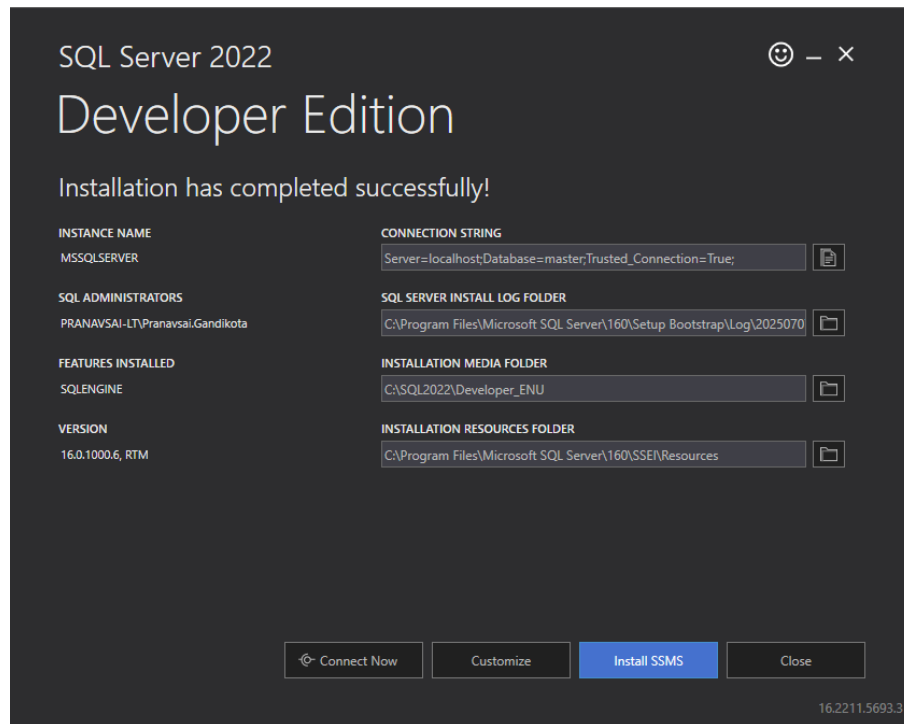 SQL Server 2022
Developer Edition
Installation has completed successfully!
INSTANCE NAME
MSSQLSERVER
CONNECTION STRING
Server=localhost;Database=master;Trusted_Connection=True;
SQL ADMINISTRATORS
PRANAVSAI-LT\Pranavsai.Gandikota
SQL SERVER INSTALL LOG FOLDER
C:\Program Files\Microsoft SQL Server\160\Setup Bootstrap\Log\2025070
FEATURES INSTALLED
SQLENGINE
INSTALLATION MEDIA FOLDER
C:\SQL2022\Developer_ENU
VERSION
16.0.1000.6, RTM
INSTALLATION RESOURCES FOLDER
C:\Program Files\Microsoft SQL Server\160\SSEI\Resources
Connect Now
Customize
Install SSMS
Close
16.2211.5693.3